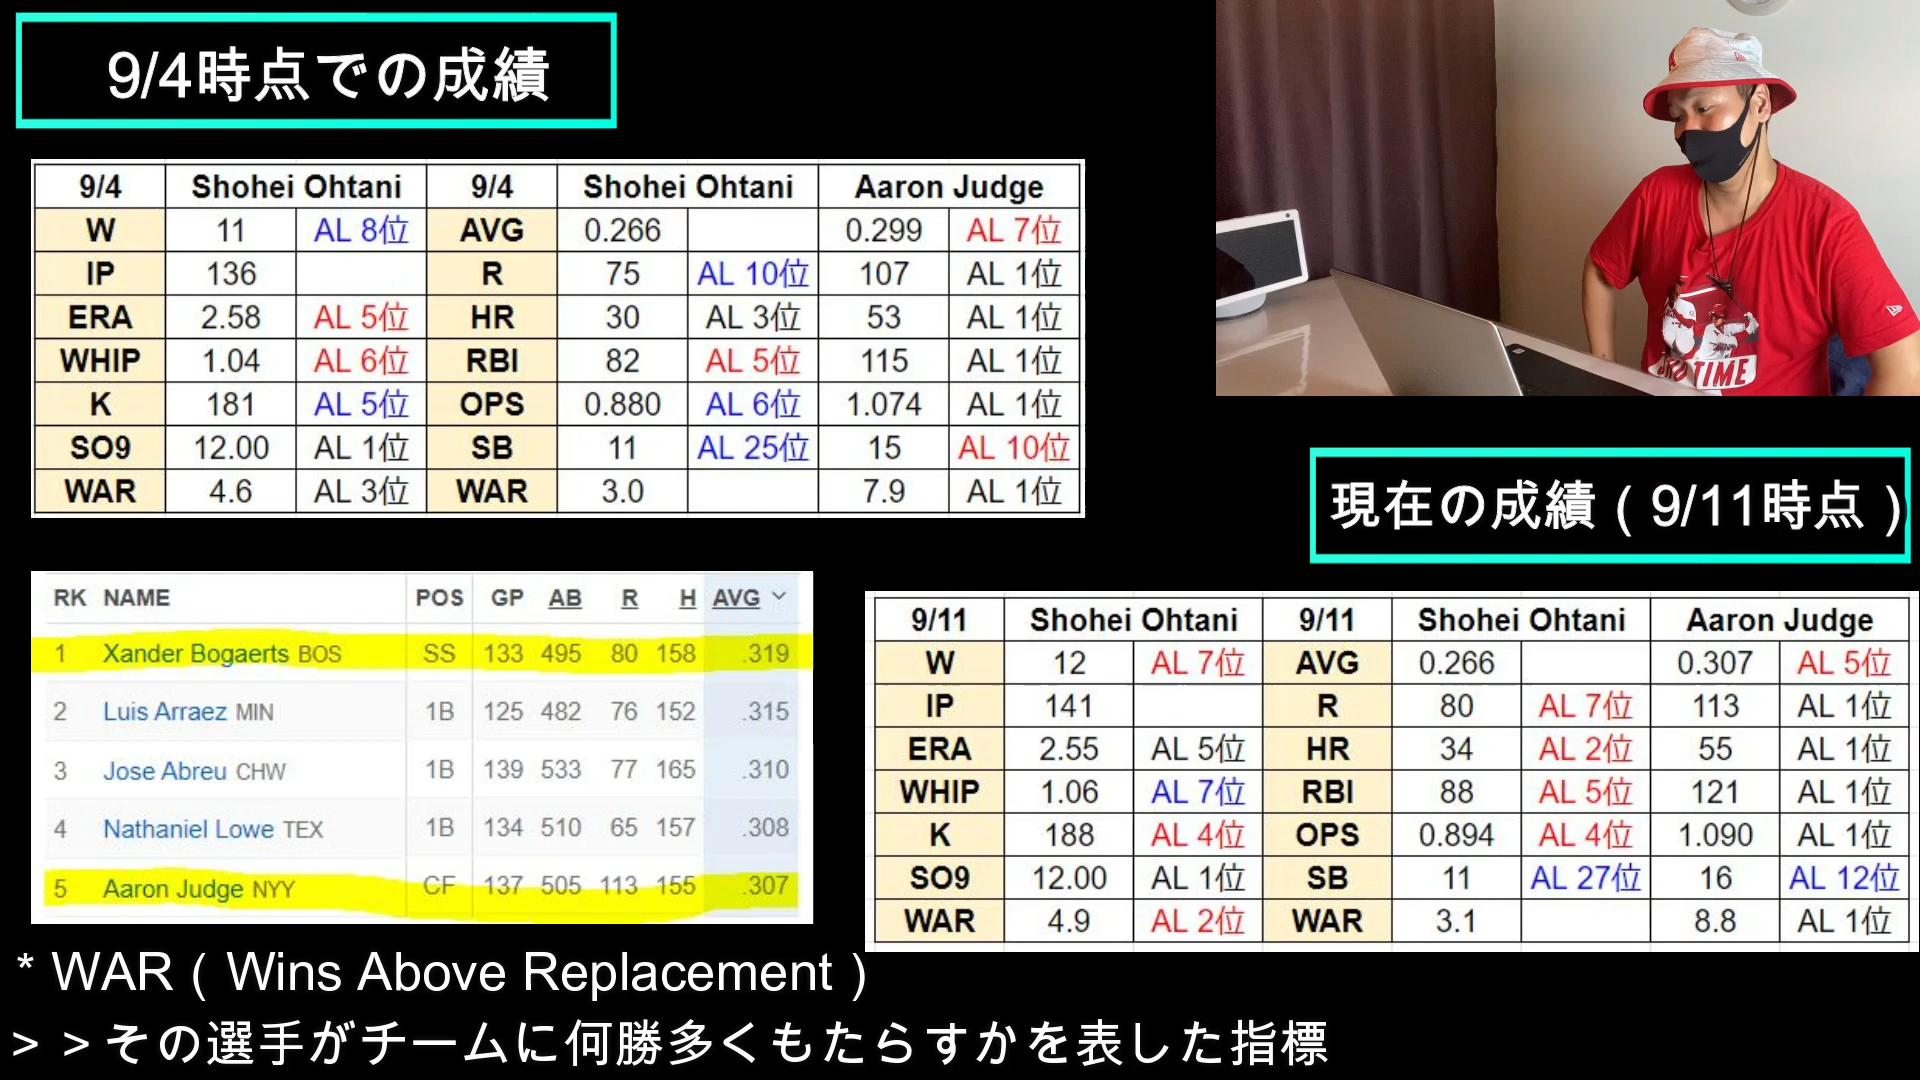 9/4時点での成績
9/4 Shohei Ohtani 9/4 Shohei Ohtani Aaron Judge
W 11 AL 8位 AVG 0.266 0.299 AL 7位
IP 136 R 75 AL 10位 107 AL 1位
ERA 2.58 AL 5位 HR 30 AL 3位 53 AL 1位
WHIP 1.04 AL 6位 RBI 82 AL 5位 115 AL 1位
K 181 AL 5位 OPS 0.880 AL 6位 1.074 AL 1位
SO9 12.00 AL 1位 SB 11 AL 25位 15 AL 10位
WAR 4.6 AL 3位 WAR 3.0 7.9 AL 1位
TIME
現在の成績（9/11時点）
RK NAME POS GP AB R H AVG
1 Xander Bogaerts BOS SS 133 495 80 158 .319
2 Luis Arraez MIN 1B 125 482 76 152 .315
3 Jose Abreu CHW 1B 139 533 77 165 .310
4 Nathaniel Lowe TEX 1B 134 510 65 157 .308
5 Aaron Judge NYY CF 137 505 113 155 .307
9/11 Shohei Ohtani 9/11 Shohei Ohtani Aaron Judge
W 12 AL 7位 AVG 0.266 0.307 AL 5位
IP 141 R 80 AL 7位 113 AL 1位
ERA 2.55 AL 5位 HR 34 AL 2位 55 AL 1位
WHIP 1.06 AL 7位 RBI 88 AL 5位 121 AL 1位
K 188 AL 4位 OPS 0.894 AL 4位 1.090 AL 1位
SO9 12.00 AL 1位 SB 11 AL 27位 16 AL 12位
WAR 4.9 AL 2位 WAR 3.1 8.8 AL 1位
* WAR（Wins Above Replacement）
＞＞その選手がチームに何勝多くもたらすかを表した指標